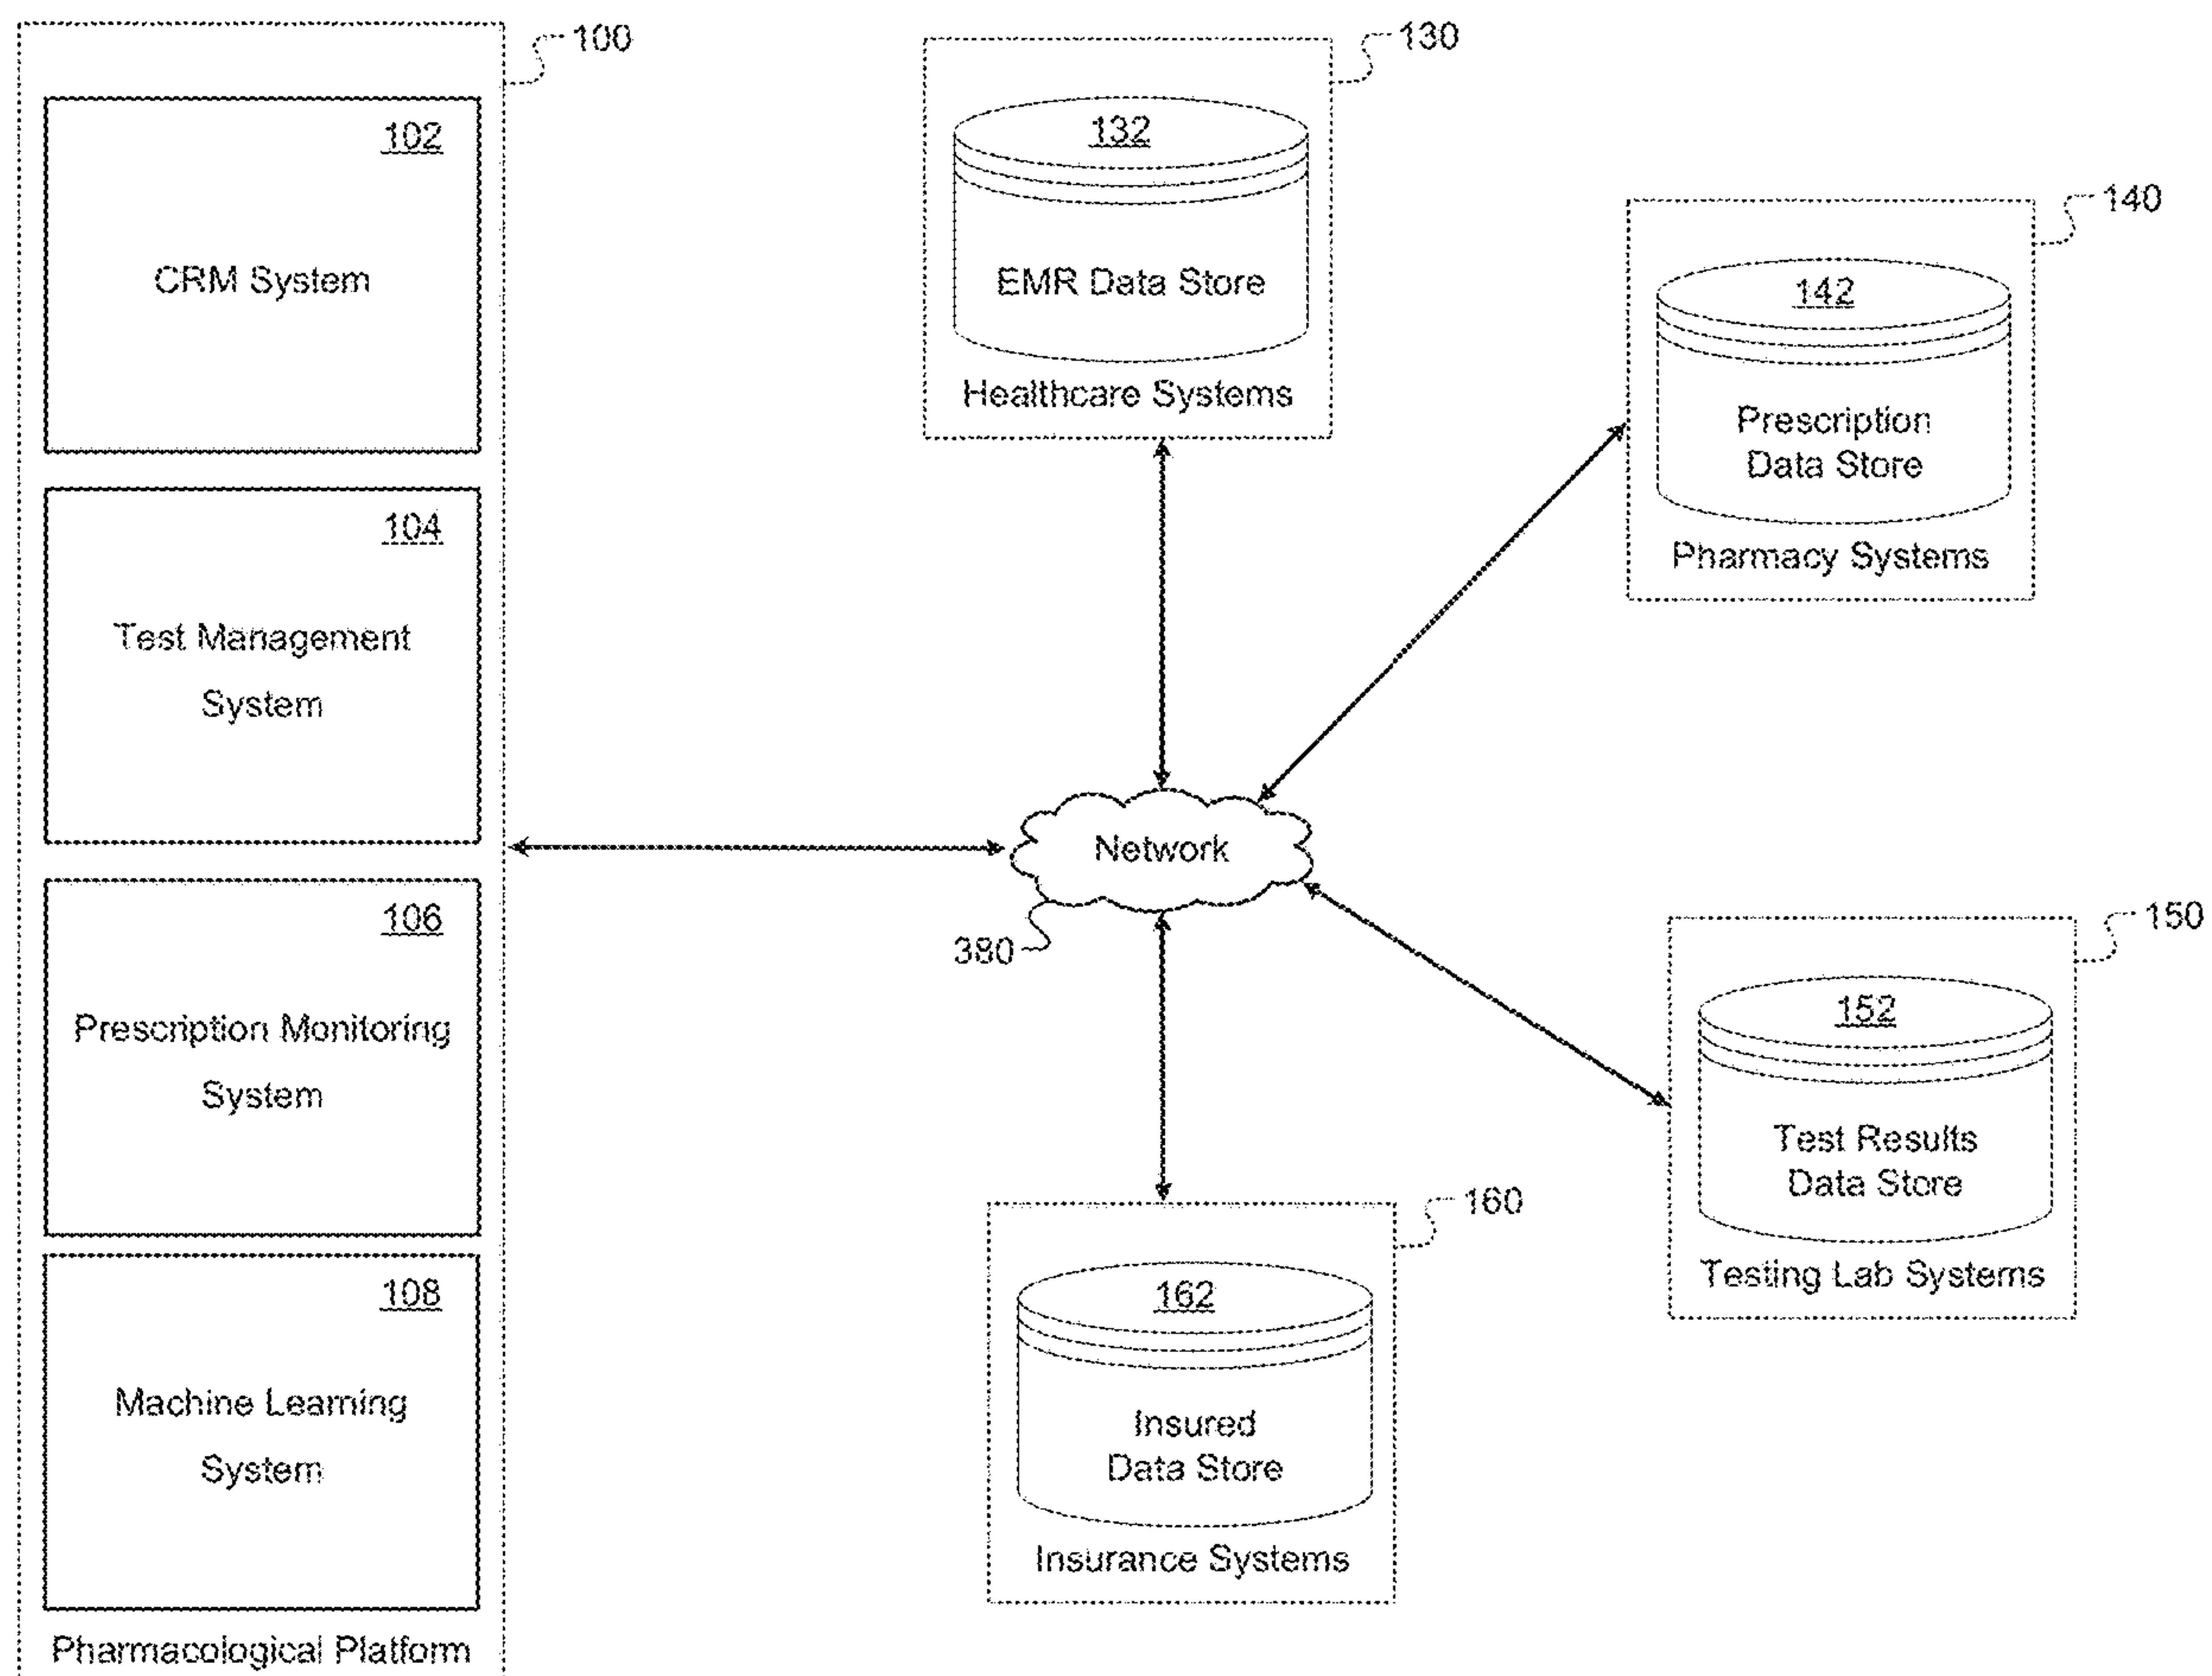 100
102
CRM System
104
Test Management
System
106
Prescription Monitoring
System
108
Machine Learning
System
Pharmacological Platform
130
132
EMR Data Store
Healthcare Systems
140
142
Prescription
Data Store
Pharmacy Systems
Network
380
150
152
Test Results
Data Store
Testing Lab Systems
160
162
Insured
Data Store
Insurance Systems